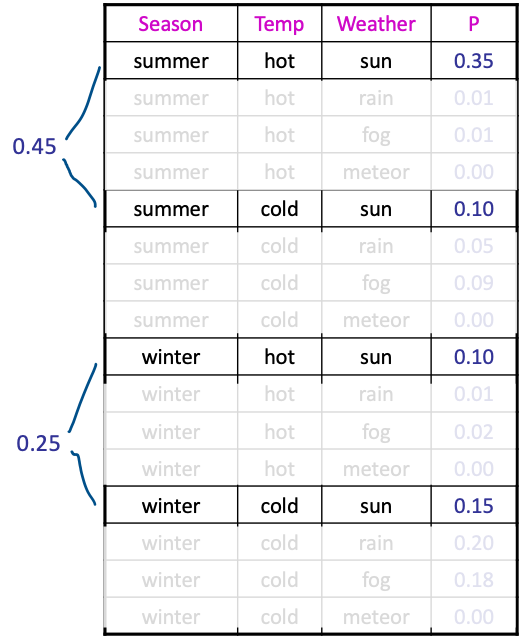 Season Temp Weather P
summer hot sun 0.35
summer hot rain 0.01
summer hot fog 0.01
0.45
summer hot meteor 0.00
summer cold sun 0.10
summer cold rain 0.05
summer cold fog 0.09
summer cold meteor 0.00
winter hot sun 0.10
winter hot rain 0.01
winter hot fog 0.02
0.25
winter hot meteor 0.00
winter cold sun 0.15
winter cold rain 0.20
winter cold fog 0.18
winter cold meteor 0.00